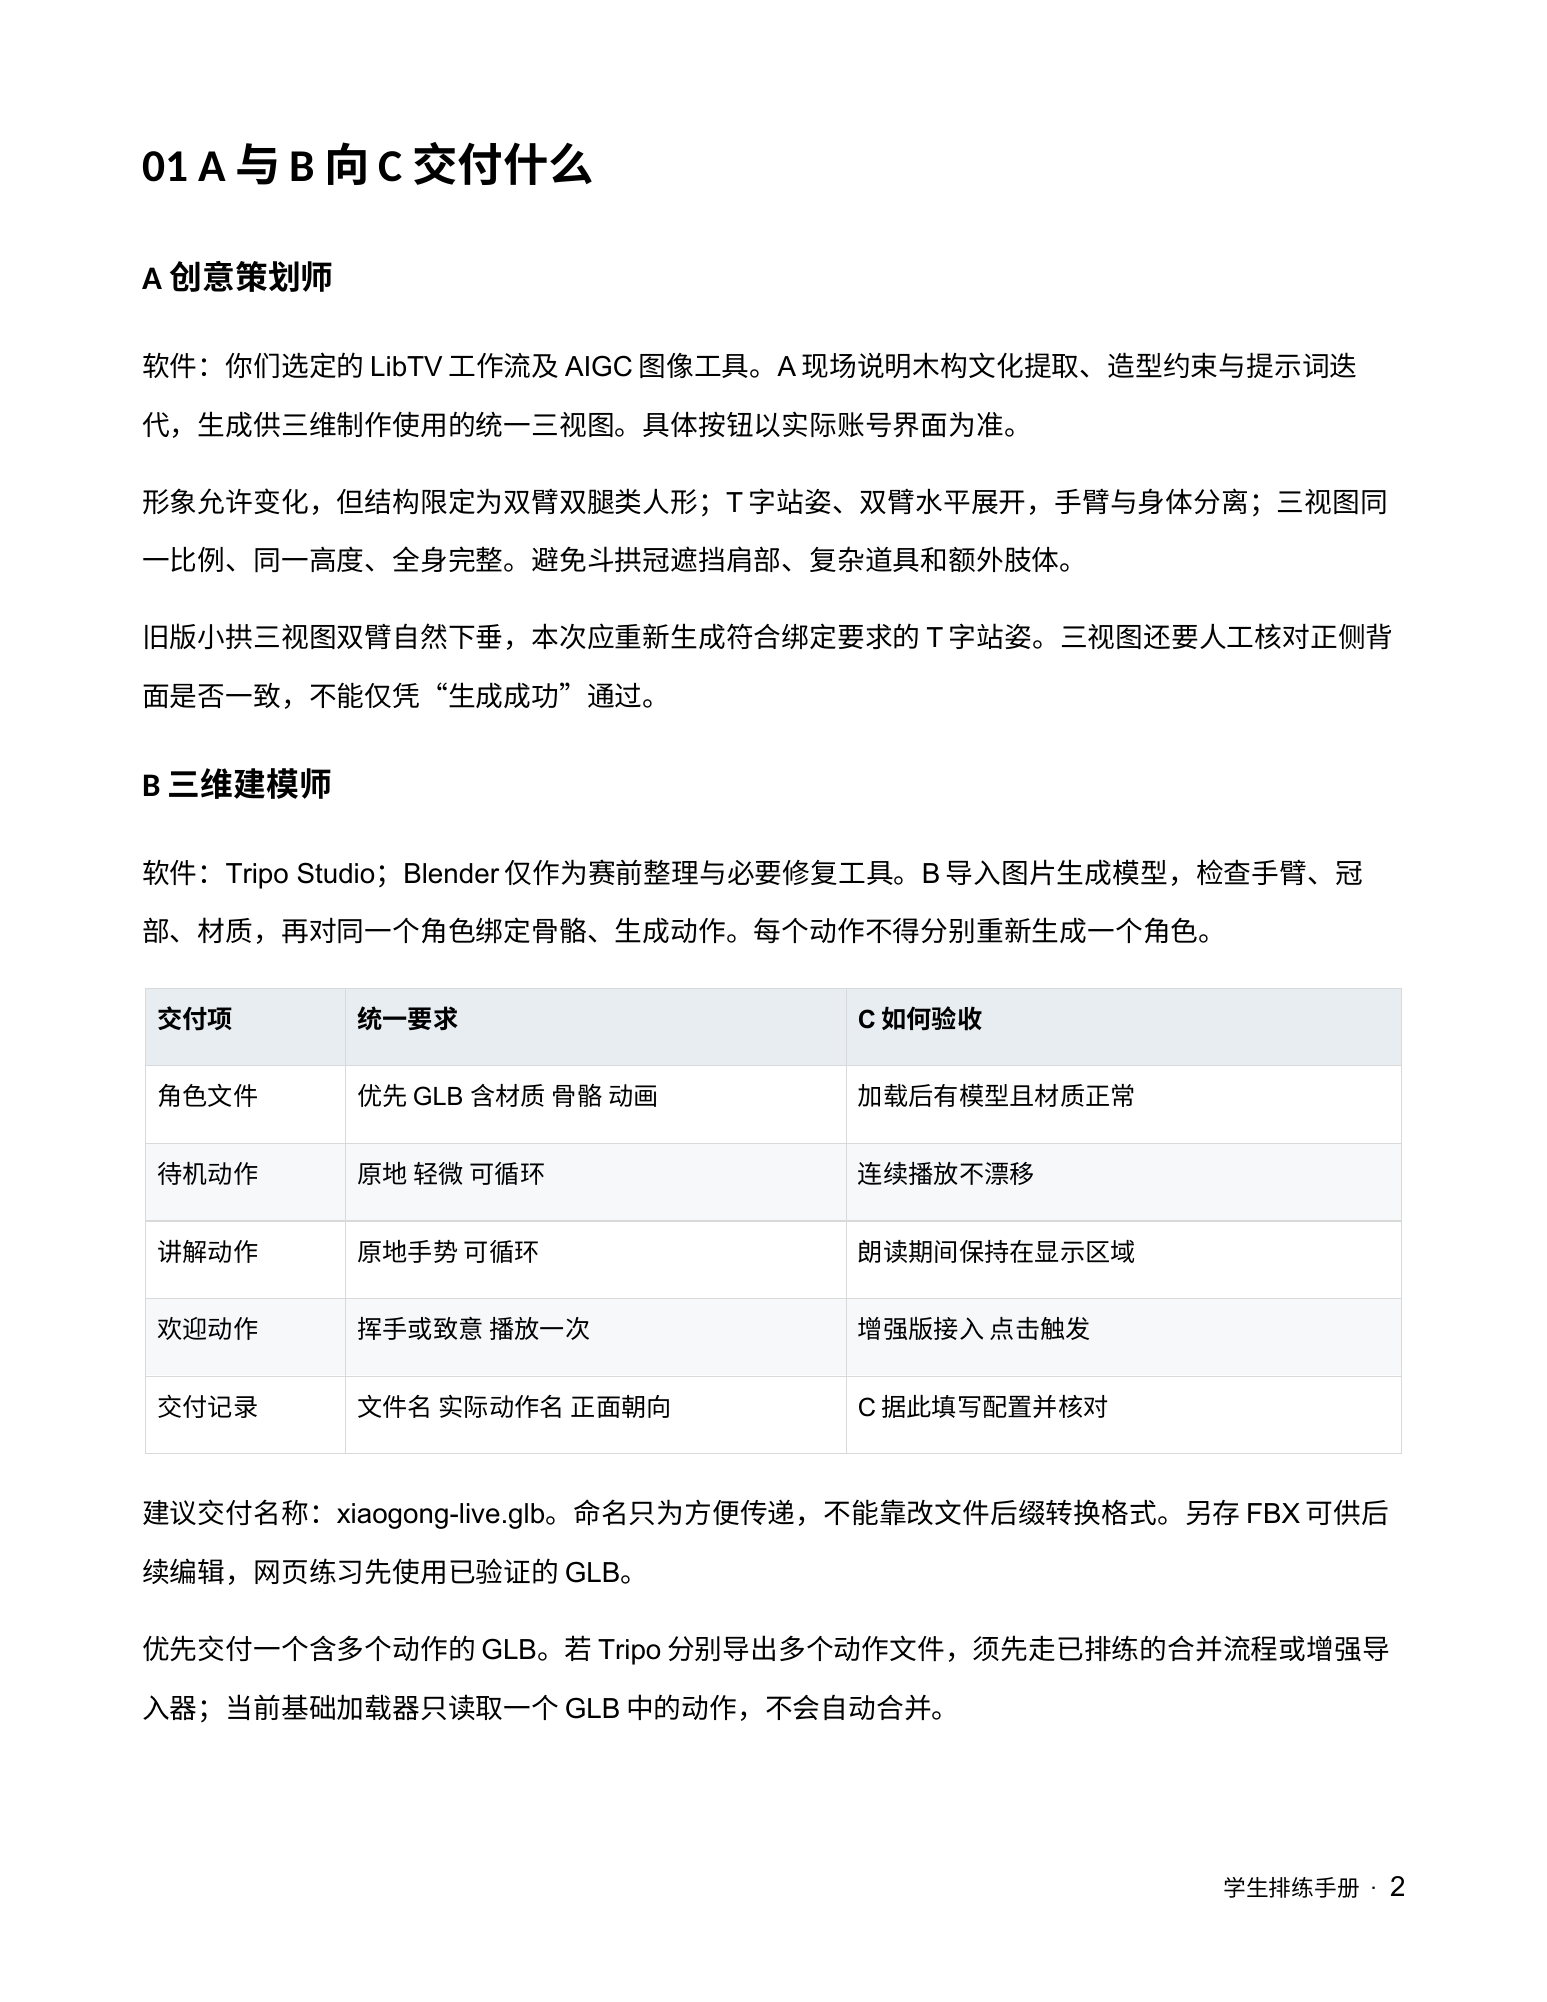 01 A 与 B 向 C 交付什么
A 创意策划师
软件：你们选定的 LibTV 工作流及 AIGC 图像工具。A 现场说明木构文化提取、造型约束与提示词迭
代，生成供三维制作使用的统一三视图。具体按钮以实际账号界面为准。
形象允许变化，但结构限定为双臂双腿类人形；T 字站姿、双臂水平展开，手臂与身体分离；三视图同
一比例、同一高度、全身完整。避免斗拱冠遮挡肩部、复杂道具和额外肢体。
旧版小拱三视图双臂自然下垂，本次应重新生成符合绑定要求的 T 字站姿。三视图还要人工核对正侧背
面是否一致，不能仅凭“生成成功”通过。
B 三维建模师
软件：Tripo Studio；Blender 仅作为赛前整理与必要修复工具。B 导入图片生成模型，检查手臂、冠
部、材质，再对同一个角色绑定骨骼、生成动作。每个动作不得分别重新生成一个角色。
交付项 统一要求 C 如何验收
角色文件 优先 GLB 含材质 骨骼 动画 加载后有模型且材质正常
待机动作 原地 轻微 可循环 连续播放不漂移
讲解动作 原地手势 可循环 朗读期间保持在显示区域
欢迎动作 挥手或致意 播放一次 增强版接入 点击触发
交付记录 文件名 实际动作名 正面朝向 C 据此填写配置并核对
建议交付名称：xiaogong-live.glb。命名只为方便传递，不能靠改文件后缀转换格式。另存 FBX 可供后
续编辑，网页练习先使用已验证的 GLB。
优先交付一个含多个动作的 GLB。若 Tripo 分别导出多个动作文件，须先走已排练的合并流程或增强导
入器；当前基础加载器只读取一个 GLB 中的动作，不会自动合并。
学生排练手册 · 2